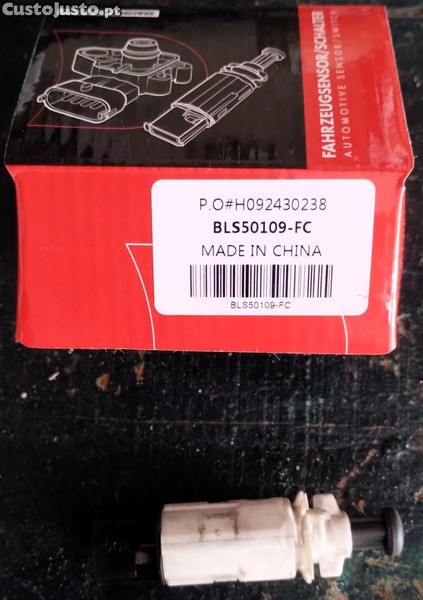 CustoJusto.pt
FAHRZEUGSENSOR/SCHALTER
AUTOMOTIVE SENSOR/SWITCH
P.O#H092430238
BLS50109-FC
MADE IN CHINA
BLS50109-FC